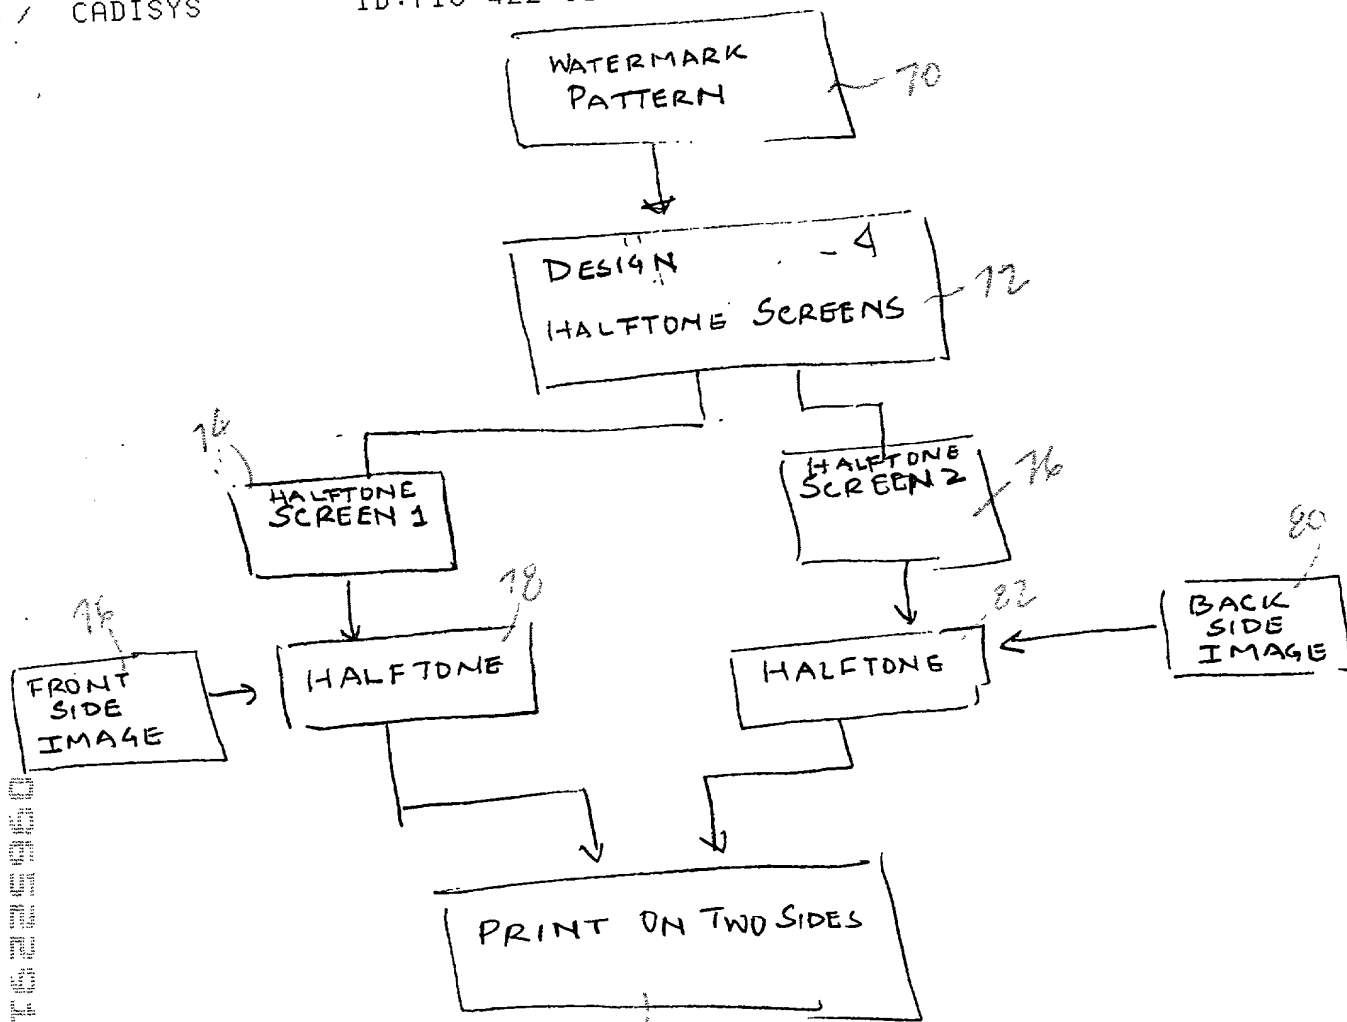 CADISYS
WATERMARK
PATTERN
70
DESIGN
HALFTONE SCREENS
72
HALFTONE
SCREEN 1
HALFTONE
SCREEN 2
76
80
78
82
FRONT
SIDE
IMAGE
HALFTONE
HALFTONE
BACK
SIDE
IMAGE
PRINT ON TWO SIDES
09652291